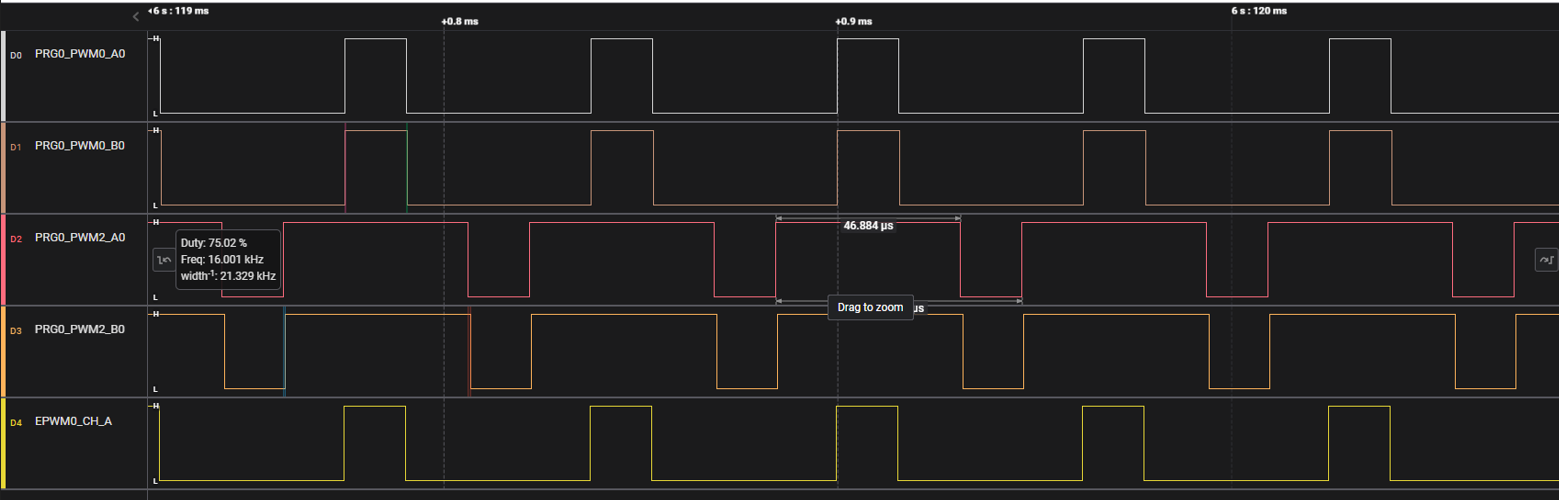 6 s : 119 ms
6 s : 120 ms
+0.8 ms
+0.9 ms
D0 PRG0_PWM0_A0
H
L
D1 PRG0_PWM0_B0
H
L
D2 PRG0_PWM2_A0
H
46.884 µs
Duty: 75.02 %
Freq: 16.001 kHz
width-1: 21.329 kHz
L
Drag to zoom
µs
D3 PRG0_PWM2_B0
H
L
D4 EPWM0_CH_A
H
L